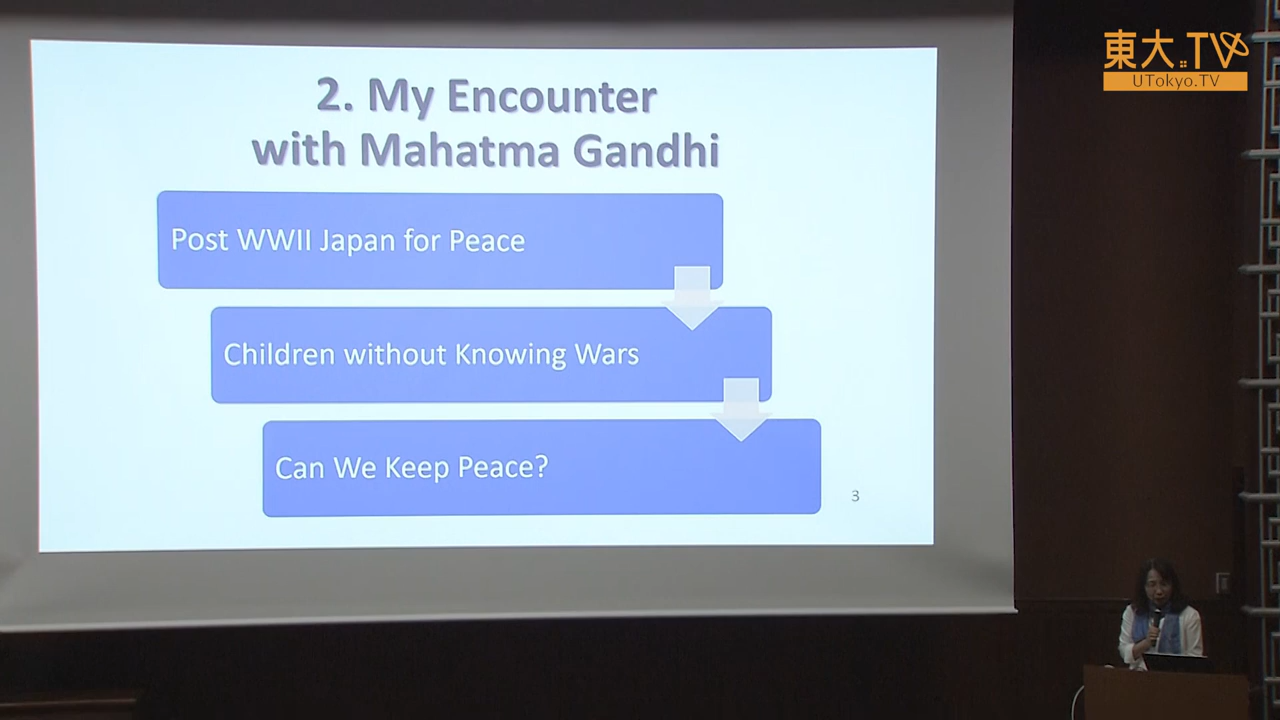 東大.TV
UTokyo.TV
2. My Encounter
with Mahatma Gandhi
Post WWII Japan for Peace
Children without Knowing Wars
Can We Keep Peace?
3